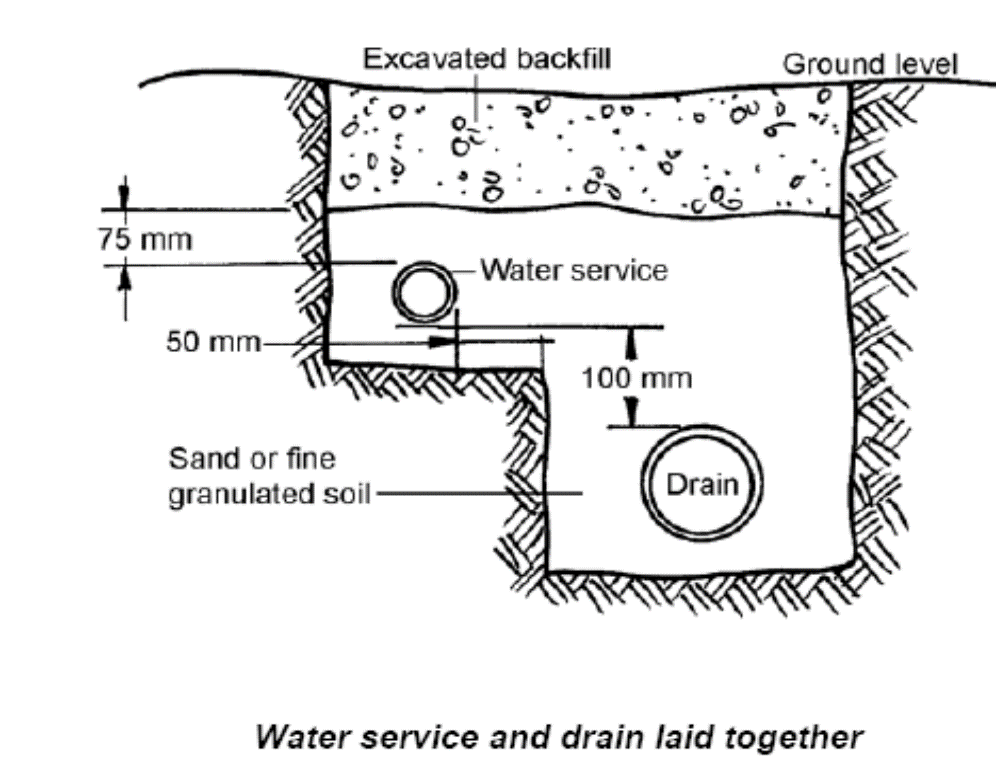 Excavated backfill
Ground level
75 mm
Water service
50 mm
100 mm
Sand or fine
granulated soil
Drain
Water service and drain laid together